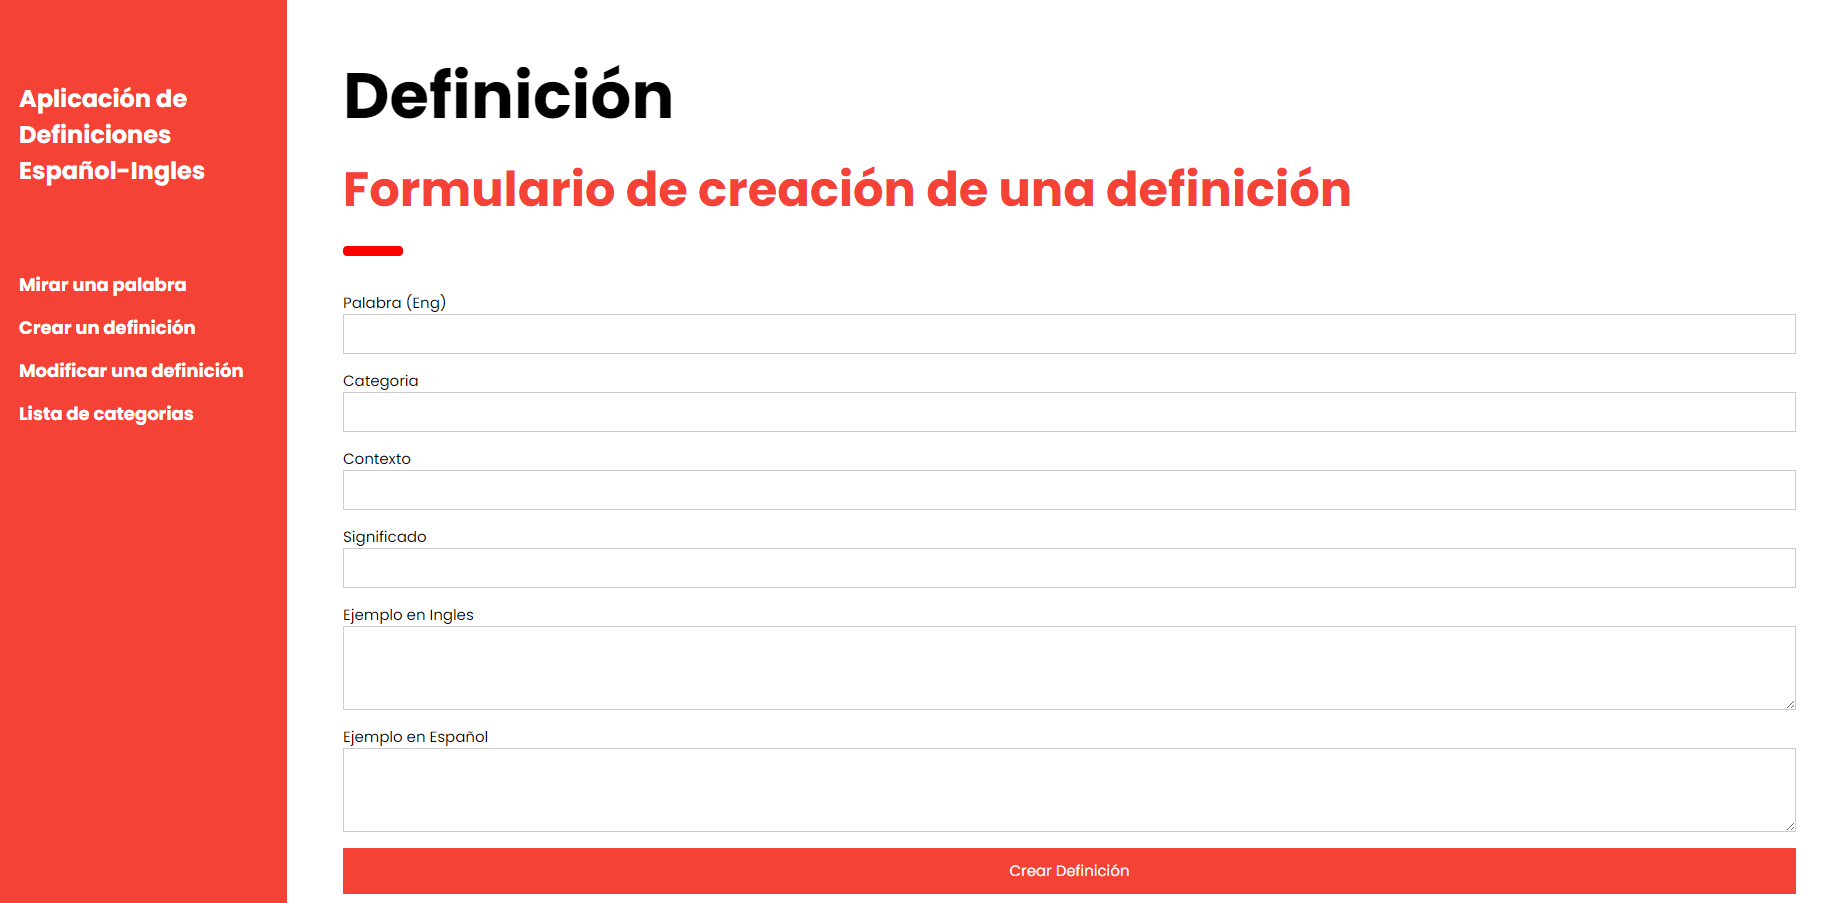 Aplicación de
Definiciones
Español-Ingles
Mirar una palabra
Crear un definición
Modificar una definición
Lista de categorias
Definición
Formulario de creación de una definición
Palabra (Eng)
Categoria
Contexto
Significado
Ejemplo en Ingles
Ejemplo en Español
Crear Definición